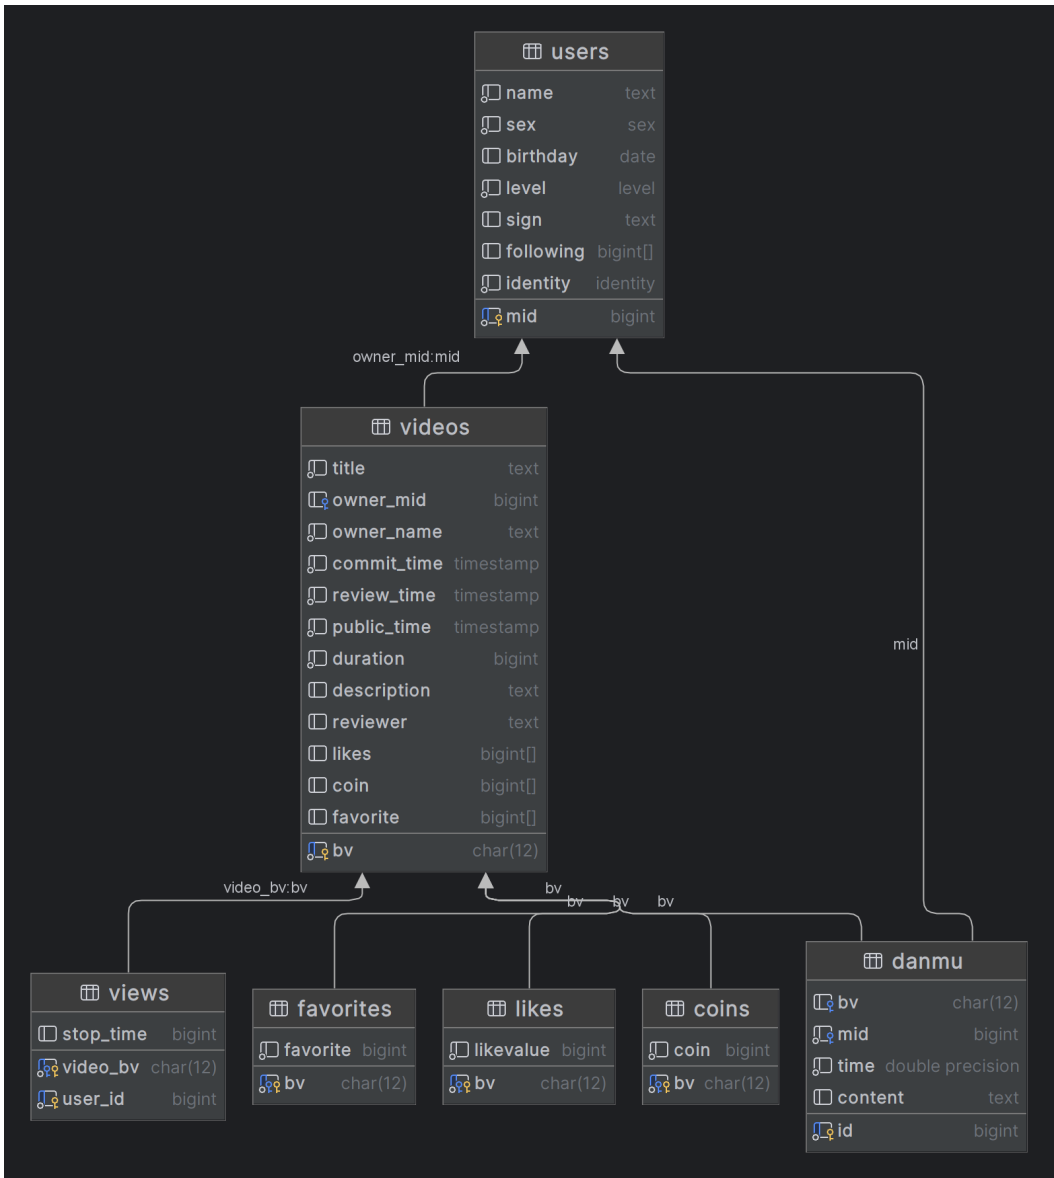 users
name text
sex sex
birthday date
level level
sign text
following bigint[]
identity identity
mid bigint
owner_mid:mid
videos
title text
owner_mid bigint
owner_name text
commit_time timestamp
review_time timestamp
public_time timestamp
duration bigint
description text
reviewer text
likes bigint[]
coin bigint[]
favorite bigint[]
bv char(12)
mid
video_bv:bv
bv
bv
bv
bv
views
stop_time bigint
video_bv char(12)
user_id bigint
favorites
favorite bigint
bv char(12)
likes
likevalue bigint
bv char(12)
coins
coin bigint
bv char(12)
danmu
bv char(12)
mid bigint
time double precision
content text
id bigint